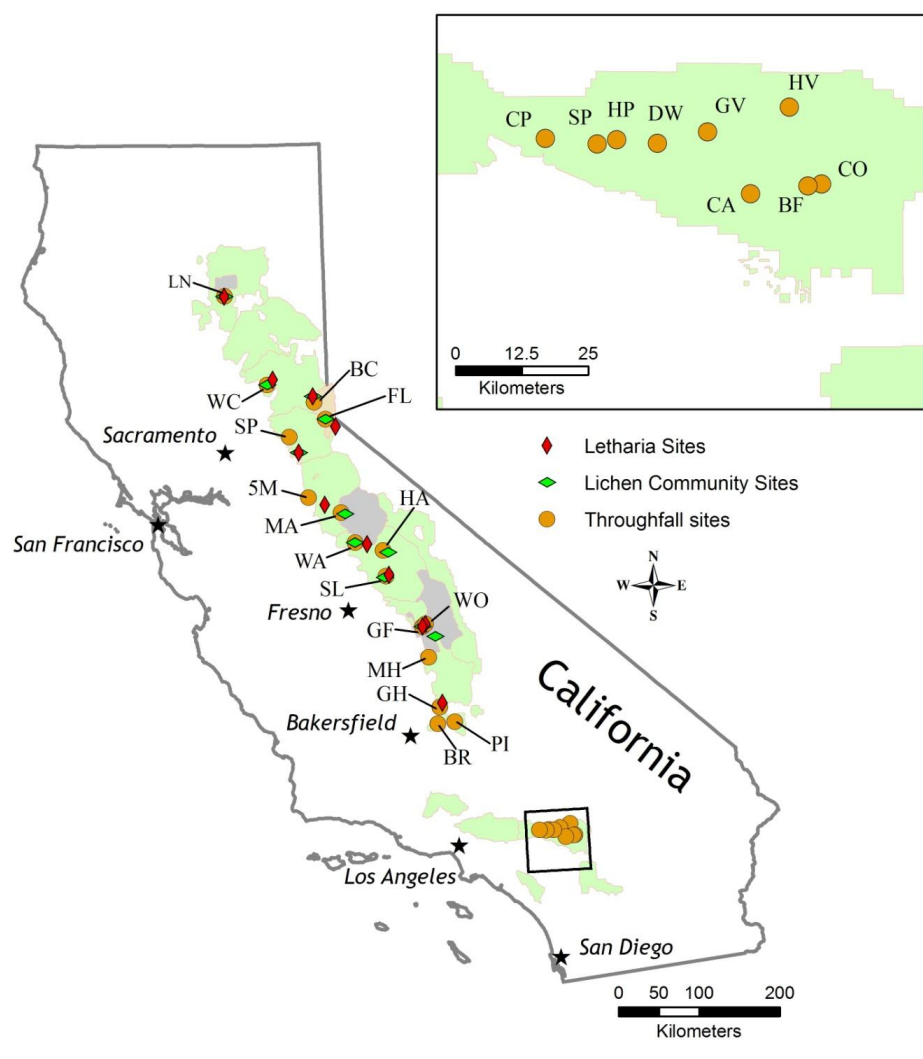 HV
GV
DW
HP
SP
CP
CO
CA
BF
0 12.5 25
Kilometers
LN
BC
WC
FL
SP
Sacramento
Letharia Sites
Lichen Community Sites
Throughfall sites
5M
HA
MA
San Francisco
WA
N
W E
S
SL
WO
Fresno
GF
MH
California
GH
Bakersfield
PI
BR
Los Angeles
San Diego
0 50 100 200
Kilometers